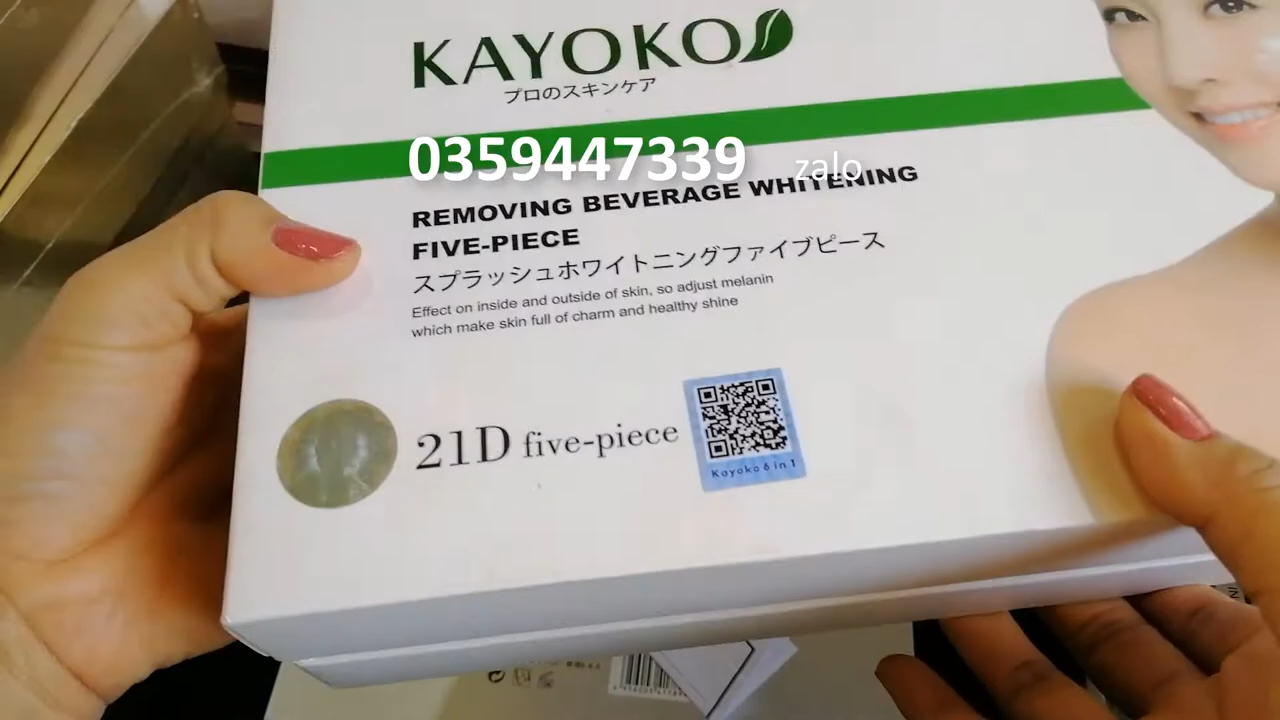 KAYOKO
プロのスキンケア
0359447339 zalo
REMOVING BEVERAGE WHITENING
FIVE-PIECE
スプラッシュホワイトニングファイブピース
Effect on inside and outside of skin, so adjust melanin
which make skin full of charm and healthy shine
21D five-piece
Kayoko 6 in 1